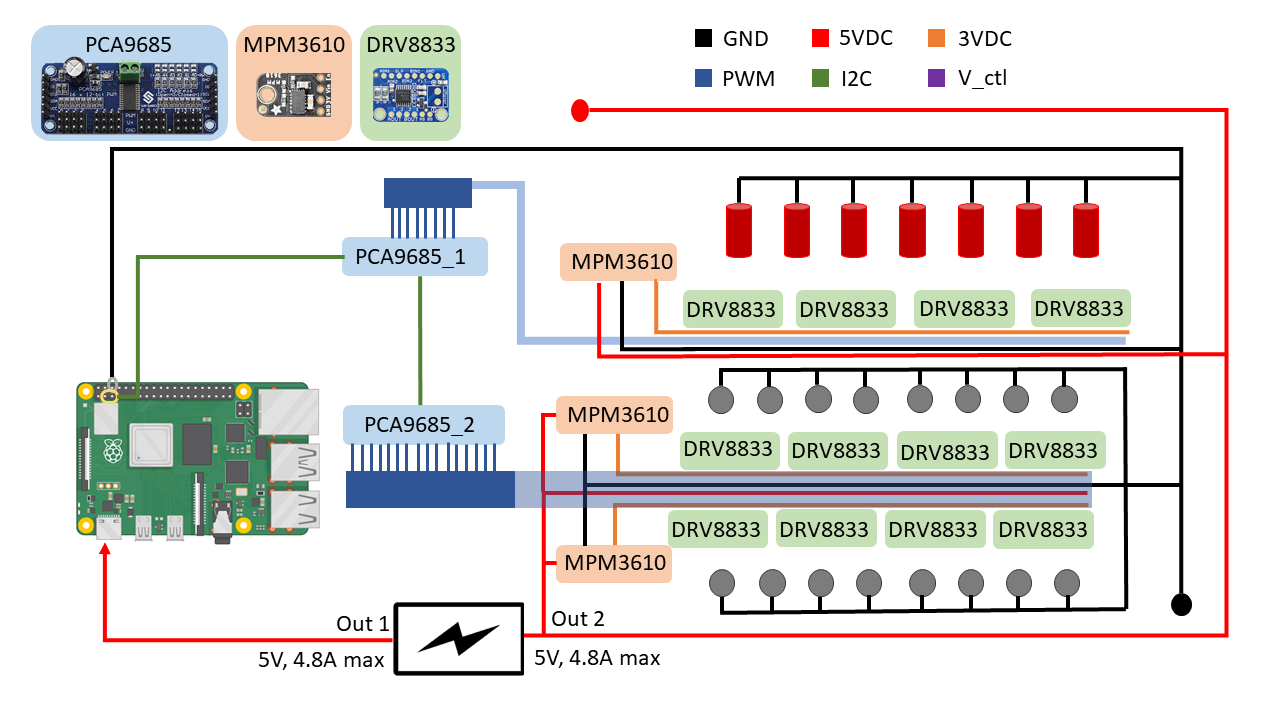 PCA9685
MPM3610
DRV8833
GND
5VDC
3VDC
PWM
I2C
V_ctl
PCA9685_1
MPM3610
DRV8833
DRV8833
DRV8833
DRV8833
PCA9685_2
MPM3610
DRV8833
DRV8833
DRV8833
DRV8833
DRV8833
DRV8833
DRV8833
DRV8833
MPM3610
Out 1
Out 2
5V, 4.8A max
5V, 4.8A max